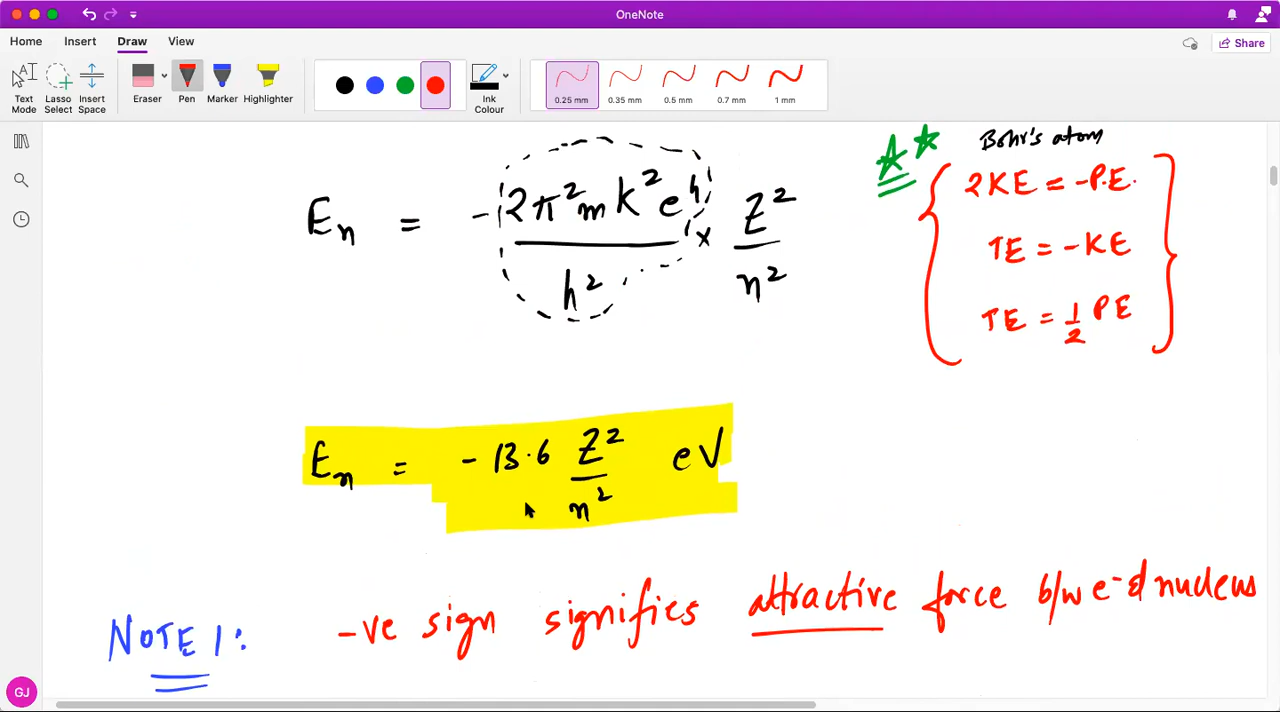 OneNote
Home Insert Draw View
Share
Text Mode
Lasso Select
Insert Space
Eraser
Pen
Marker
Highlighter
Ink Colour
0.25 mm
0.35 mm
0.5 mm
0.7 mm
1 mm
Bohr's atom
2KE = -P.E.
TE = -KE
TE = 1/2 PE
En = - 2π²mk²e⁴/h² × Z²/n²
En = - 13.6 Z²/n² eV
NOTE 1: -ve sign signifies attractive force b/w e⁻ & nucleus
GJ